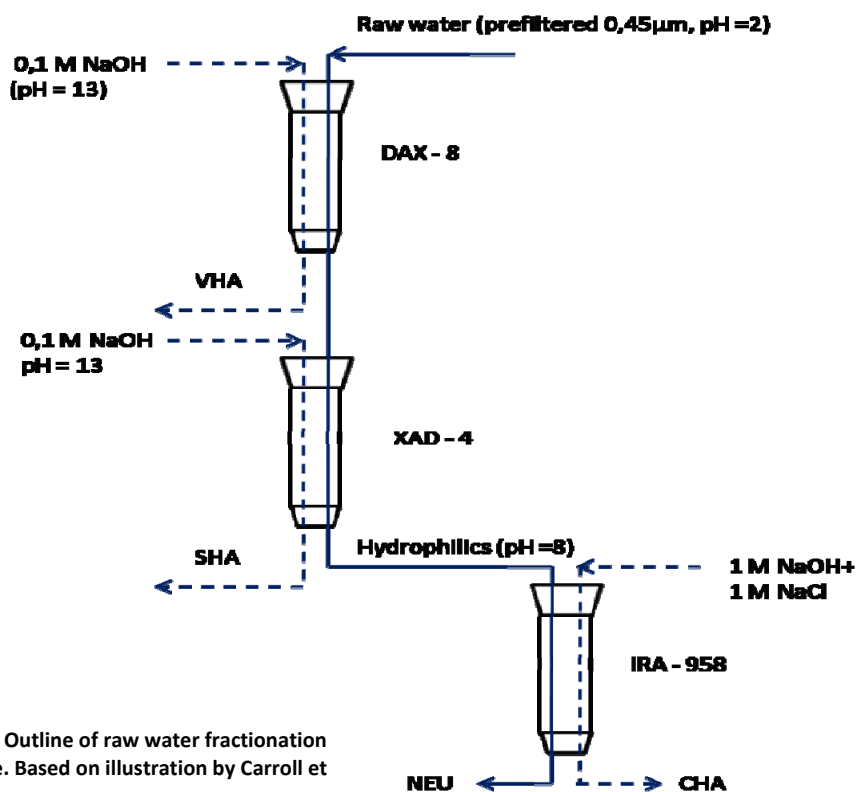 Raw water (prefiltered 0,45µm, pH =2)
0,1 M NaOH
(pH = 13)
DAX - 8
VHA
0,1 M NaOH
pH = 13
XAD - 4
SHA
Hydrophilics (pH =8)
1 M NaOH+
1 M NaCl
IRA - 958
Outline of raw water fractionation
e. Based on illustration by Carroll et
NEU
CHA